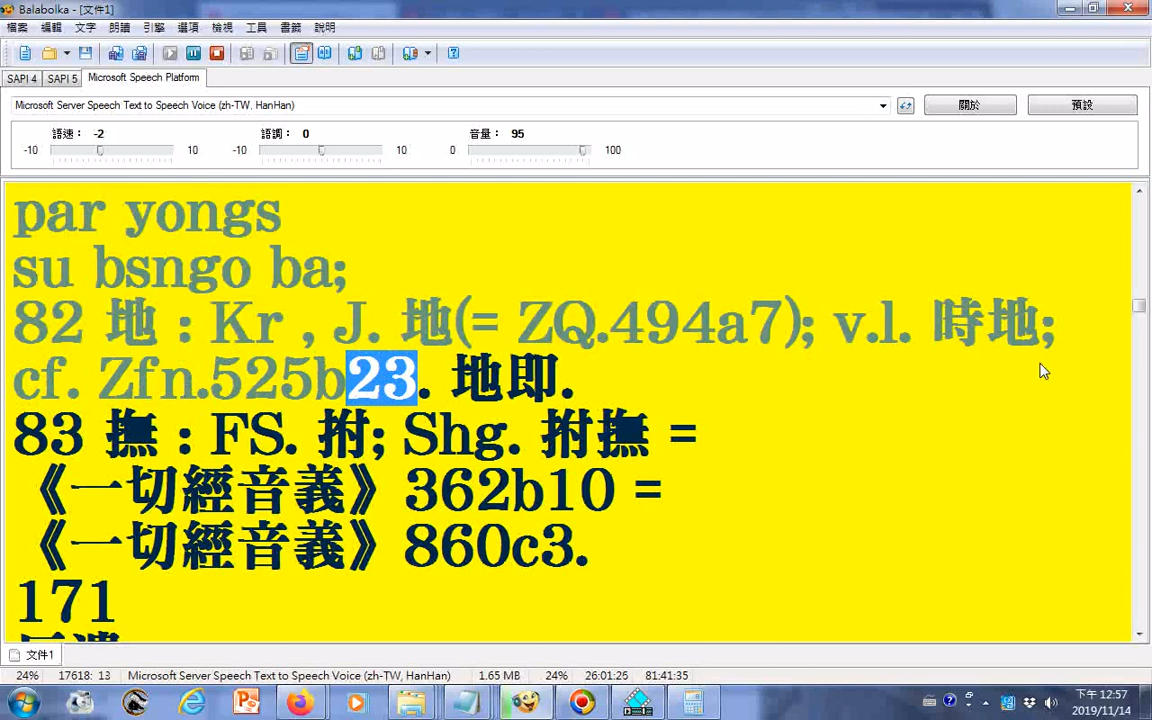 Balabolka - [文件1]
檔案 編輯 文字 朗讀 引擎 選項 檢視 工具 書籤 說明
SAPI 4 SAPI 5 Microsoft Speech Platform
Microsoft Server Speech Text to Speech Voice (zh-TW, HanHan) 關於 預設
語速： -2 語調： 0 音量： 95
-10 10 -10 10 0 100
par yongs
su bsngo ba;
82 地 : Kr , J. 地(= ZQ.494a7); v.l. 時地;
cf. Zfn.525b23. 地即.
83 撫 : FS. 拊; Shg. 拊撫 =
《一切經音義》362b10 =
《一切經音義》860c3.
171
文件1
24% 17618: 13 Microsoft Server Speech Text to Speech Voice (zh-TW, HanHan) 1.65 MB 24% 26:01:25 81:41:35
下午 12:57
2019/11/14